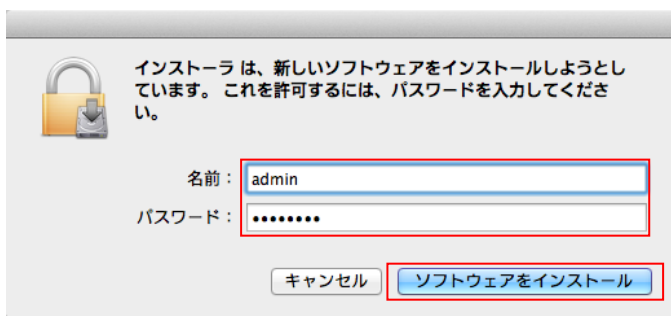 インストーラ は、新しいソフトウェアをインストールしようとし
ています。 これを許可するには、パスワードを入力してくださ
い。
名前： admin
パスワード： ••••••••
キャンセル ソフトウェアをインストール